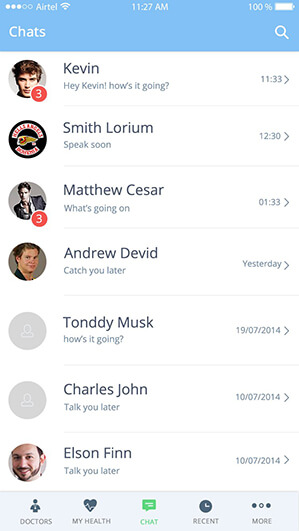 Airtel 11:27 AM 100 %
Chats
Kevin
Hey Kevin! how's it going?
11:33
3
Smith Lorium
Speak soon
12:30
Matthew Cesar
What's going on
01:33
3
Andrew Devid
Catch you later
Yesterday
Tonddy Musk
how's it going?
19/07/2014
Charles John
Talk you later
10/07/2014
Elson Finn
Talk you later
10/07/2014
DOCTORS MY HEALTH CHAT RECENT MORE